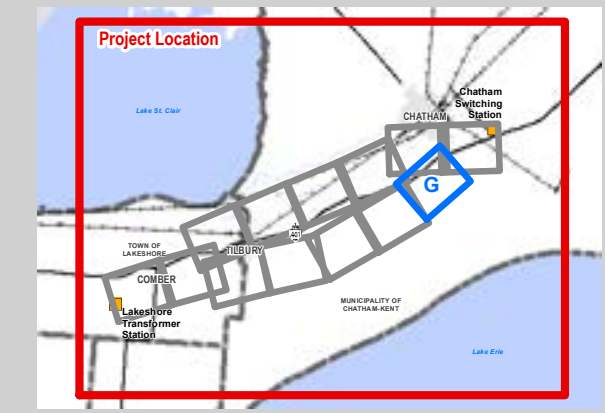 Project Location
Lake St. Clair
Chatham
Switching
Station
CHATHAM
G
401
TILBURY
TOWN OF
LAKESHORE
COMBER
MUNICIPALITY OF
CHATHAM-KENT
Lakeshore
Transformer
Station
Lake Erie